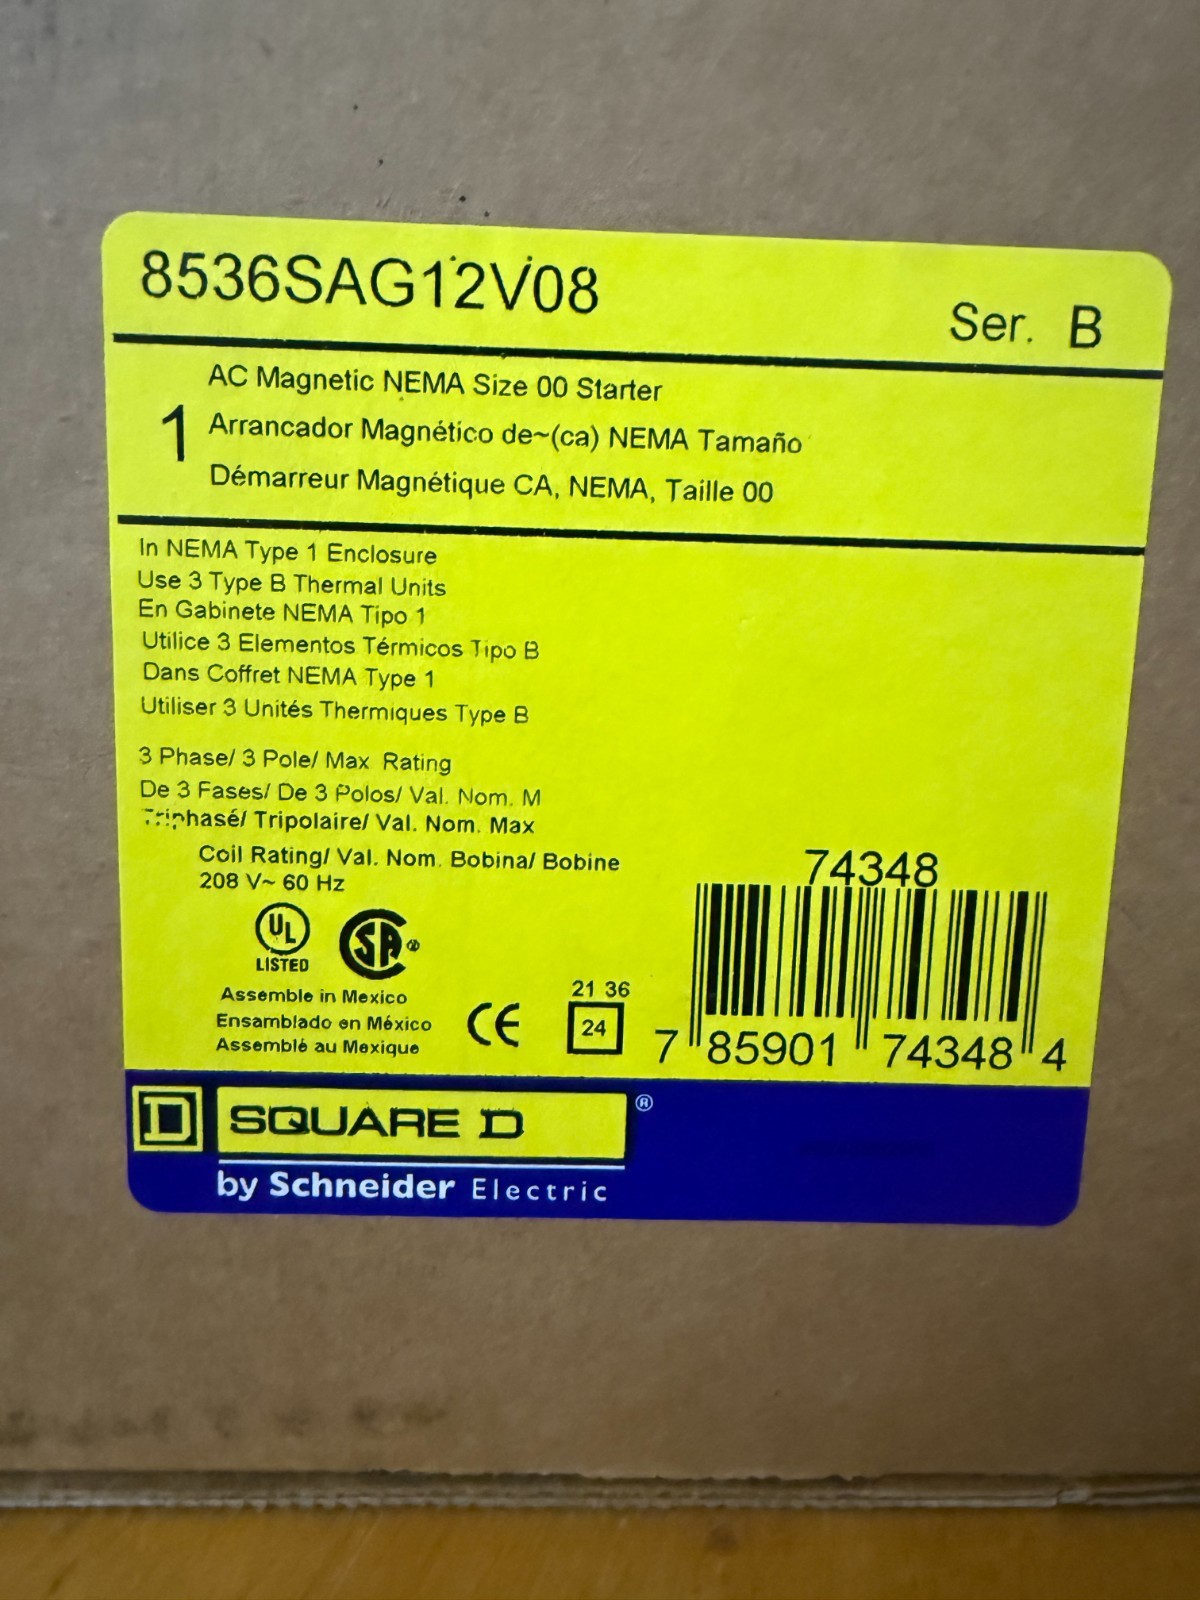 8536SAG12V08
Ser. B
1
AC Magnetic NEMA Size 00 Starter
Arrancador Magnético de~(ca) NEMA Tamaño
Démarreur Magnétique CA, NEMA, Taille 00
In NEMA Type 1 Enclosure
Use 3 Type B Thermal Units
En Gabinete NEMA Tipo 1
Utilice 3 Elementos Térmicos Tipo B
Dans Coffret NEMA Type 1
Utiliser 3 Unités Thermiques Type B
3 Phase/ 3 Pole/ Max Rating
De 3 Fases/ De 3 Polos/ Val. Nom. M
Triphasé/ Tripolaire/ Val. Nom. Max
Coil Rating/ Val. Nom. Bobina/ Bobine
208 V~ 60 Hz
UL
LISTED
SA ®
Assemble in Mexico
Ensamblado en México
Assemblé au Mexique
CE
21 36
24
74348
7 85901 74348 4
D SQUARE D ®
by Schneider Electric